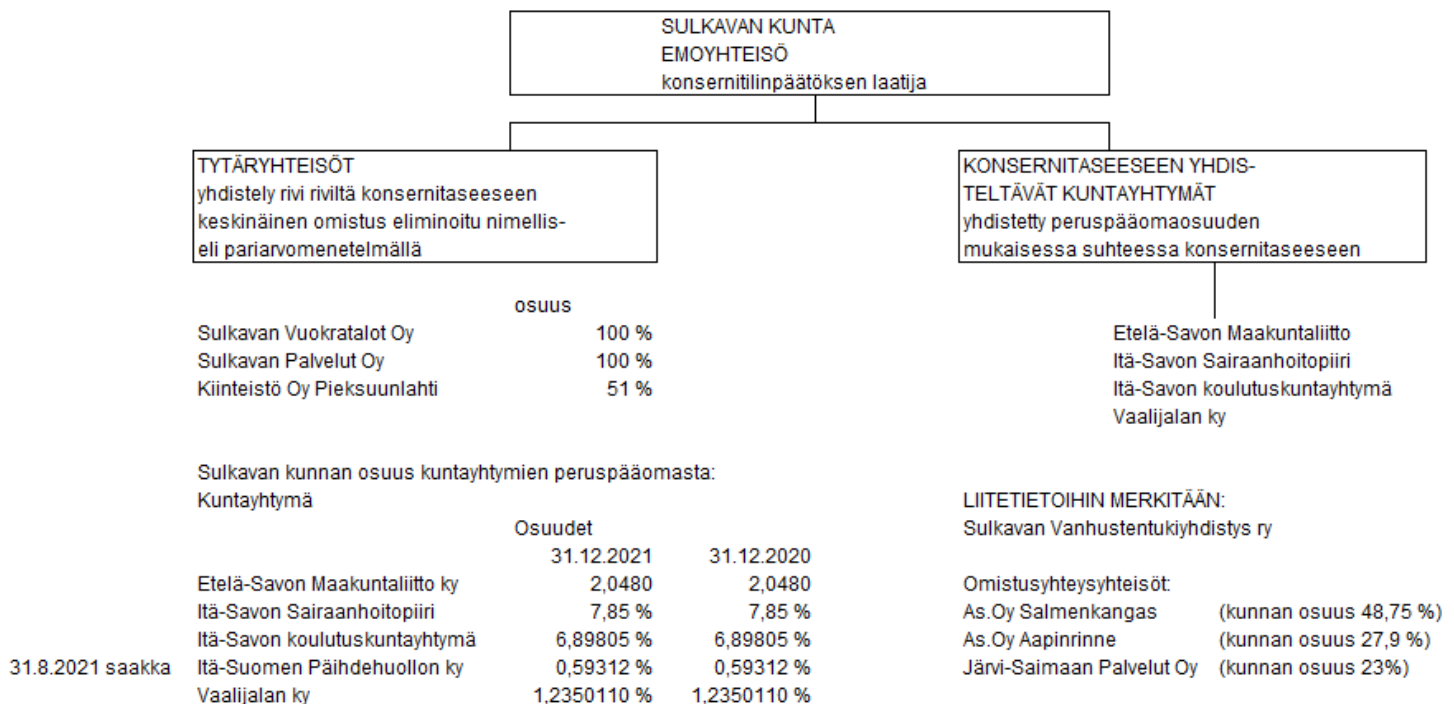 SULKAVAN KUNTA
EMOYHTEISÖ
konsernitilinpäätöksen laatija
TYTÄRYHTEISÖT
yhdistely rivi riviltä konsernitaseeseen
keskinäinen omistus eliminoitu nimellis-
eli pariarvomenetelmällä
KONSERNITASEESEEN YHDIS-
TELTÄVÄT KUNTAYHTYMÄT
yhdistetty peruspääomaosuuden
mukaisessa suhteessa konsernitaseeseen
osuus
Sulkavan Vuokratalot Oy 100 %
Sulkavan Palvelut Oy 100 %
Kiinteistö Oy Pieksuunlahti 51 %
Etelä-Savon Maakuntaliitto
Itä-Savon Sairaanhoitopiiri
Itä-Savon koulutuskuntayhtymä
Vaalijalan ky
Sulkavan kunnan osuus kuntayhtymien peruspääomasta:
Kuntayhtymä
Osuudet
31.12.2021 31.12.2020
Etelä-Savon Maakuntaliitto ky 2,0480 2,0480
Itä-Savon Sairaanhoitopiiri 7,85 % 7,85 %
Itä-Savon koulutuskuntayhtymä 6,89805 % 6,89805 %
31.8.2021 saakka Itä-Suomen Päihdehuollon ky 0,59312 % 0,59312 %
Vaalijalan ky 1,2350110 % 1,2350110 %
LIITETIETOIHIN MERKITÄÄN:
Sulkavan Vanhustentukiyhdistys ry
Omistusyhteysyhteisöt:
As.Oy Salmenkangas (kunnan osuus 48,75 %)
As.Oy Aapinrinne (kunnan osuus 27,9 %)
Järvi-Saimaan Palvelut Oy (kunnan osuus 23%)